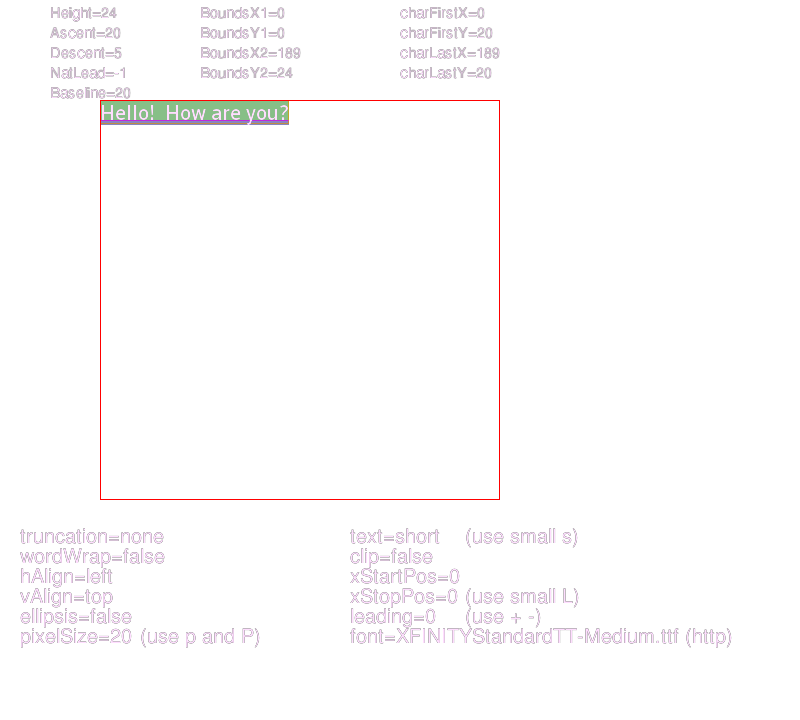 Height=24 BoundsX1=0 charFirstX=0
Ascent=20 BoundsY1=0 charFirstY=20
Descent=5 BoundsX2=189 charLastX=189
NatLead=-1 BoundsY2=24 charLastY=20
Baseline=20
Hello!  How are you?
truncation=none text=short (use small s)
wordWrap=false clip=false
hAlign=left xStartPos=0
vAlign=top xStopPos=0 (use small L)
ellipsis=false leading=0 (use + -)
pixelSize=20 (use p and P) font=XFINITYStandardTT-Medium.ttf (http)